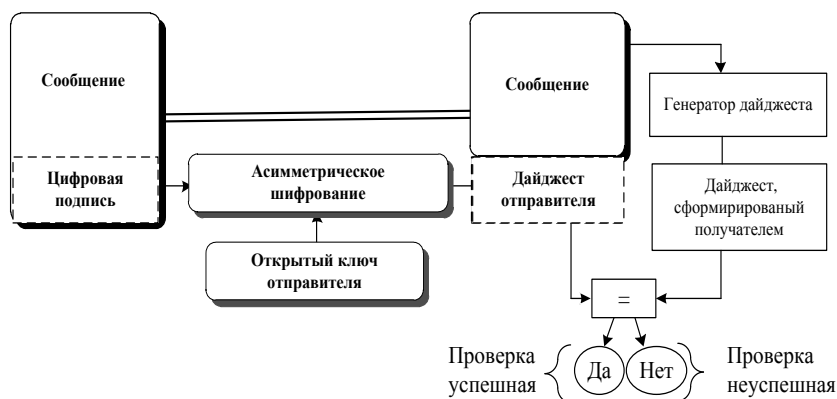 Сообщение
Цифровая
подпись
Асимметрическое
шифрование
Открытый ключ
отправителя
Сообщение
Дайджест
отправителя
Генератор дайджеста
Дайджест,
сформирированый
получателем
=
Да
Нет
Проверка
успешная
Проверка
неуспешная